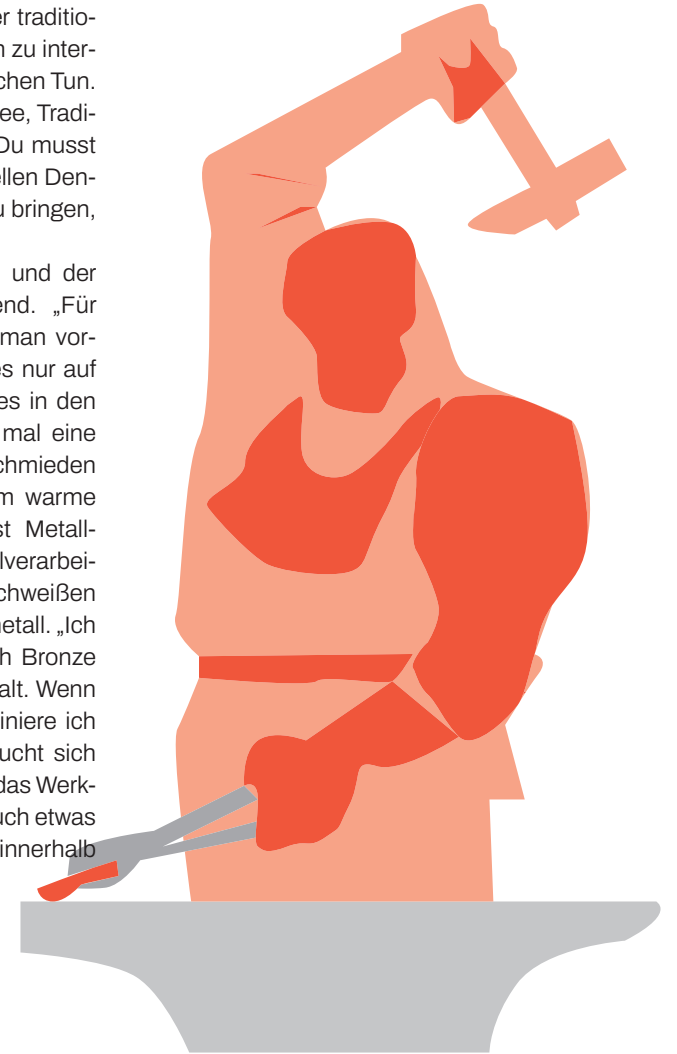 er traditio-
n zu inter-
chen Tun.
ee, Tradi-
Du musst
ellen Den-
u bringen,
und der
end. „Für
man vor-
es nur auf
es in den
mal eine
chmieden
m warme
st Metall-
lverarbei-
chweißen
netall. „Ich
h Bronze
alt. Wenn
iniere ich
ucht sich
das Werk-
uch etwas
innerhalb